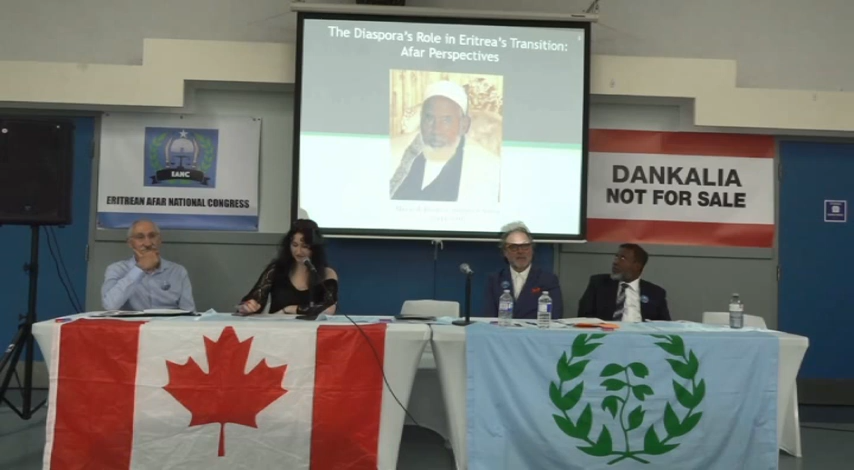 The Diaspora's Role in Eritrea's Transition:
Afar Perspectives
EANC
ERITREAN AFAR NATIONAL CONGRESS
DANKALIA
NOT FOR SALE